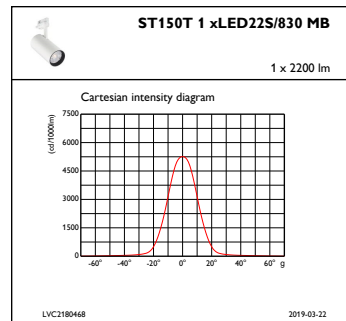 ST150T 1 xLED22S/830 MB
1 x 2200 lm
Cartesian intensity diagram
(cd/1000lm)
7500
6000
4500
3000
1500
0
-60° -40° -20° 0° 20° 40° 60° g
LVC2180468 2019-03-22